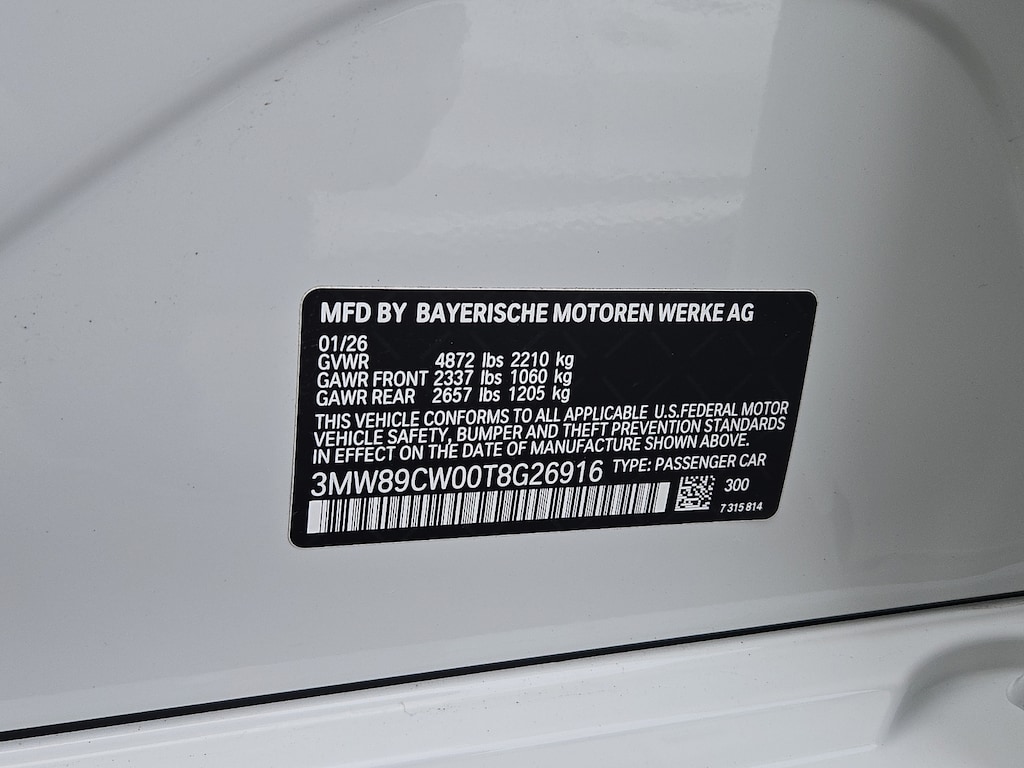 MFD BY BAYERISCHE MOTOREN WERKE AG
01/26
GVWR 4872 lbs 2210 kg
GAWR FRONT 2337 lbs 1060 kg
GAWR REAR 2657 lbs 1205 kg
THIS VEHICLE CONFORMS TO ALL APPLICABLE U.S.FEDERAL MOTOR
VEHICLE SAFETY, BUMPER AND THEFT PREVENTION STANDARDS
IN EFFECT ON THE DATE OF MANUFACTURE SHOWN ABOVE.
3MW89CW00T8G26916 TYPE: PASSENGER CAR
300
7 315 814